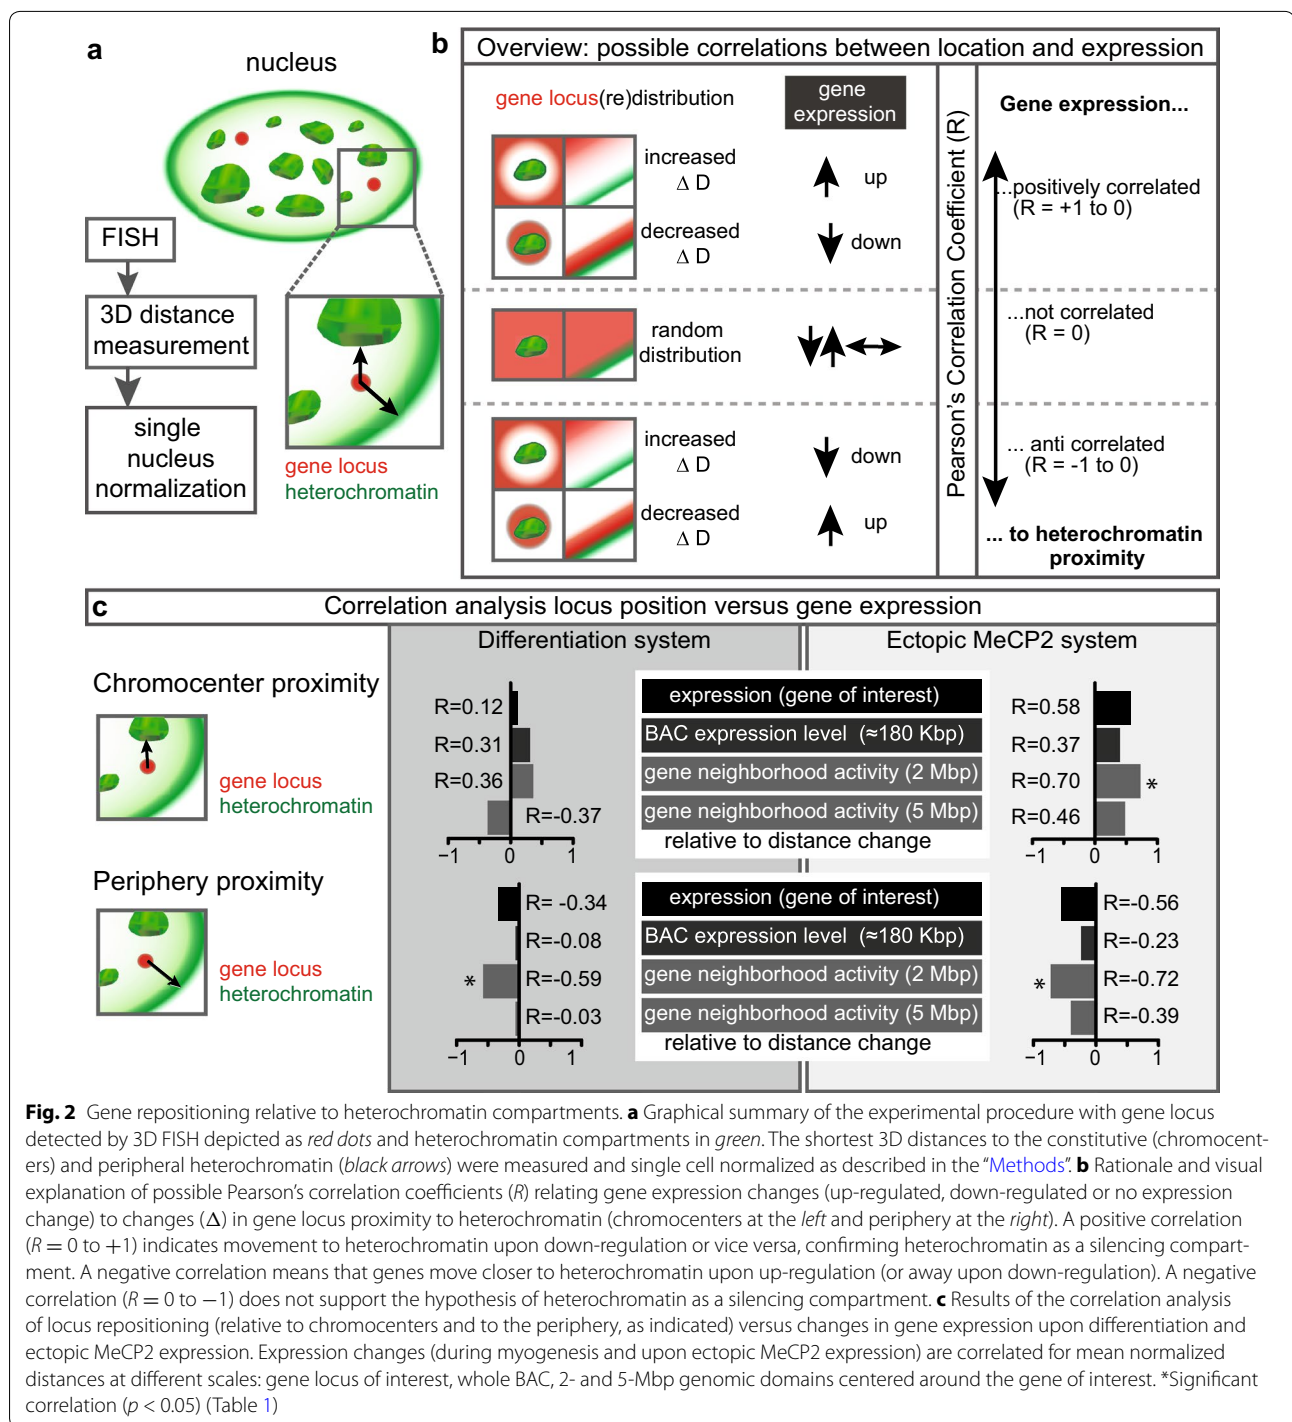 a
nucleus
FISH
3D distance
measurement
single
nucleus
normalization
gene locus
heterochromatin
b
Overview: possible correlations between location and expression
gene locus(re)distribution
gene
expression
increased
Δ D
up
decreased
Δ D
down
random
distribution
increased
Δ D
down
decreased
Δ D
up
Pearson's Correlation Coefficient (R)
Gene expression...
...positively correlated
(R = +1 to 0)
...not correlated
(R = 0)
... anti correlated
(R = -1 to 0)
... to heterochromatin
proximity
c
Correlation analysis locus position versus gene expression
Differentiation system
Ectopic MeCP2 system
Chromocenter proximity
gene locus
heterochromatin
R=0.12
R=0.31
R=0.36
R=-0.37
−1 0 1
expression (gene of interest)
BAC expression level (≈180 Kbp)
gene neighborhood activity (2 Mbp)
gene neighborhood activity (5 Mbp)
relative to distance change
R=0.58
R=0.37
R=0.70 *
R=0.46
−1 0 1
Periphery proximity
gene locus
heterochromatin
R= -0.34
R=-0.08
* R=-0.59
R=-0.03
−1 0 1
expression (gene of interest)
BAC expression level (≈180 Kbp)
gene neighborhood activity (2 Mbp)
gene neighborhood activity (5 Mbp)
relative to distance change
R=-0.56
R=-0.23
* R=-0.72
R=-0.39
−1 0 1
Fig. 2 Gene repositioning relative to heterochromatin compartments. a Graphical summary of the experimental procedure with gene locus
detected by 3D FISH depicted as red dots and heterochromatin compartments in green. The shortest 3D distances to the constitutive (chromocent-
ers) and peripheral heterochromatin (black arrows) were measured and single cell normalized as described in the “Methods”. b Rationale and visual
explanation of possible Pearson’s correlation coefficients (R) relating gene expression changes (up-regulated, down-regulated or no expression
change) to changes (Δ) in gene locus proximity to heterochromatin (chromocenters at the left and periphery at the right). A positive correlation
(R = 0 to +1) indicates movement to heterochromatin upon down-regulation or vice versa, confirming heterochromatin as a silencing compart-
ment. A negative correlation means that genes move closer to heterochromatin upon up-regulation (or away upon down-regulation). A negative
correlation (R = 0 to −1) does not support the hypothesis of heterochromatin as a silencing compartment. c Results of the correlation analysis
of locus repositioning (relative to chromocenters and to the periphery, as indicated) versus changes in gene expression upon differentiation and
ectopic MeCP2 expression. Expression changes (during myogenesis and upon ectopic MeCP2 expression) are correlated for mean normalized
distances at different scales: gene locus of interest, whole BAC, 2- and 5-Mbp genomic domains centered around the gene of interest. *Significant
correlation (p < 0.05) (Table 1)